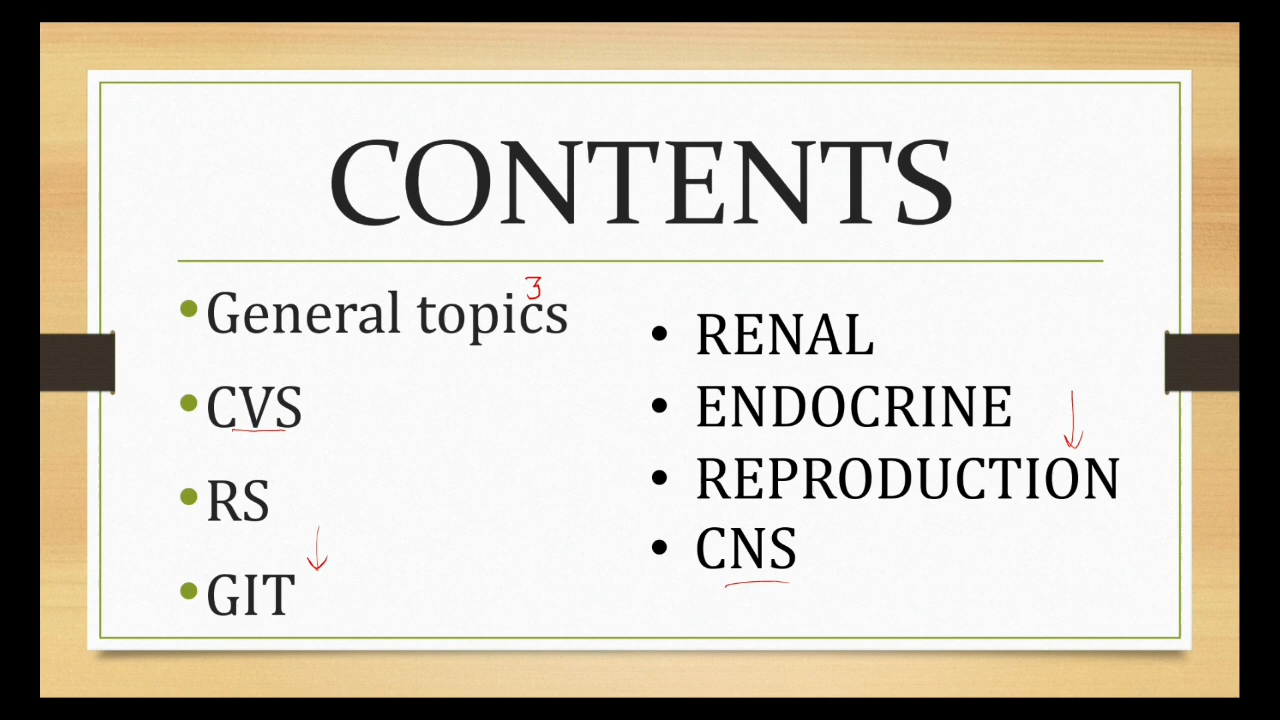 CONTENTS
3
• General topics
• CVS
• RS
• GIT
• RENAL
• ENDOCRINE
• REPRODUCTION
• CNS